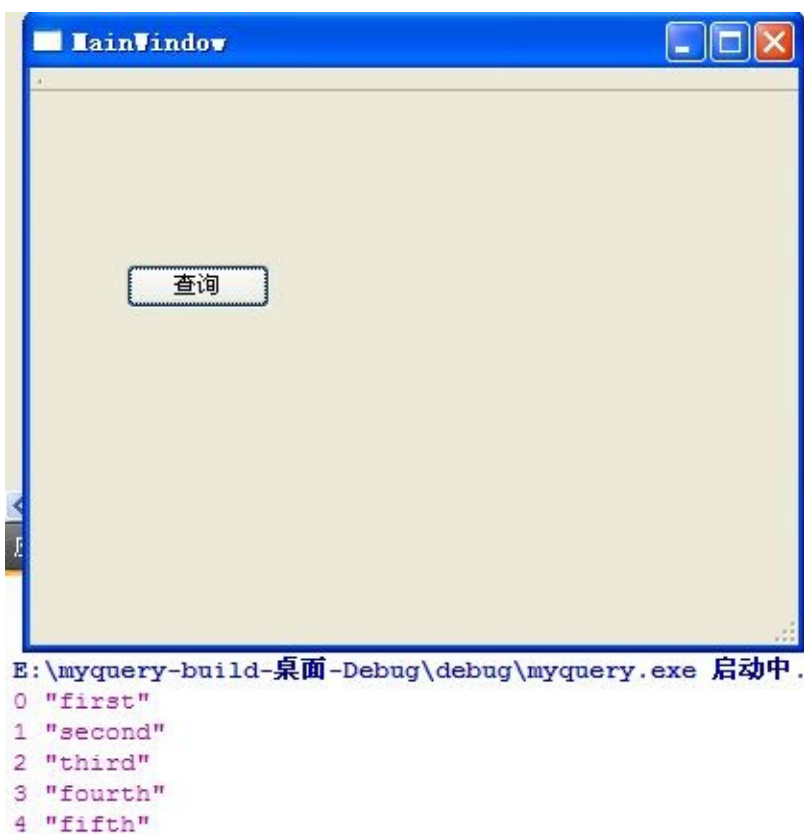 MainWindow
查询
E:\myquery-build-桌面-Debug\debug\myquery.exe 启动中.
0 "first"
1 "second"
2 "third"
3 "fourth"
4 "fifth"